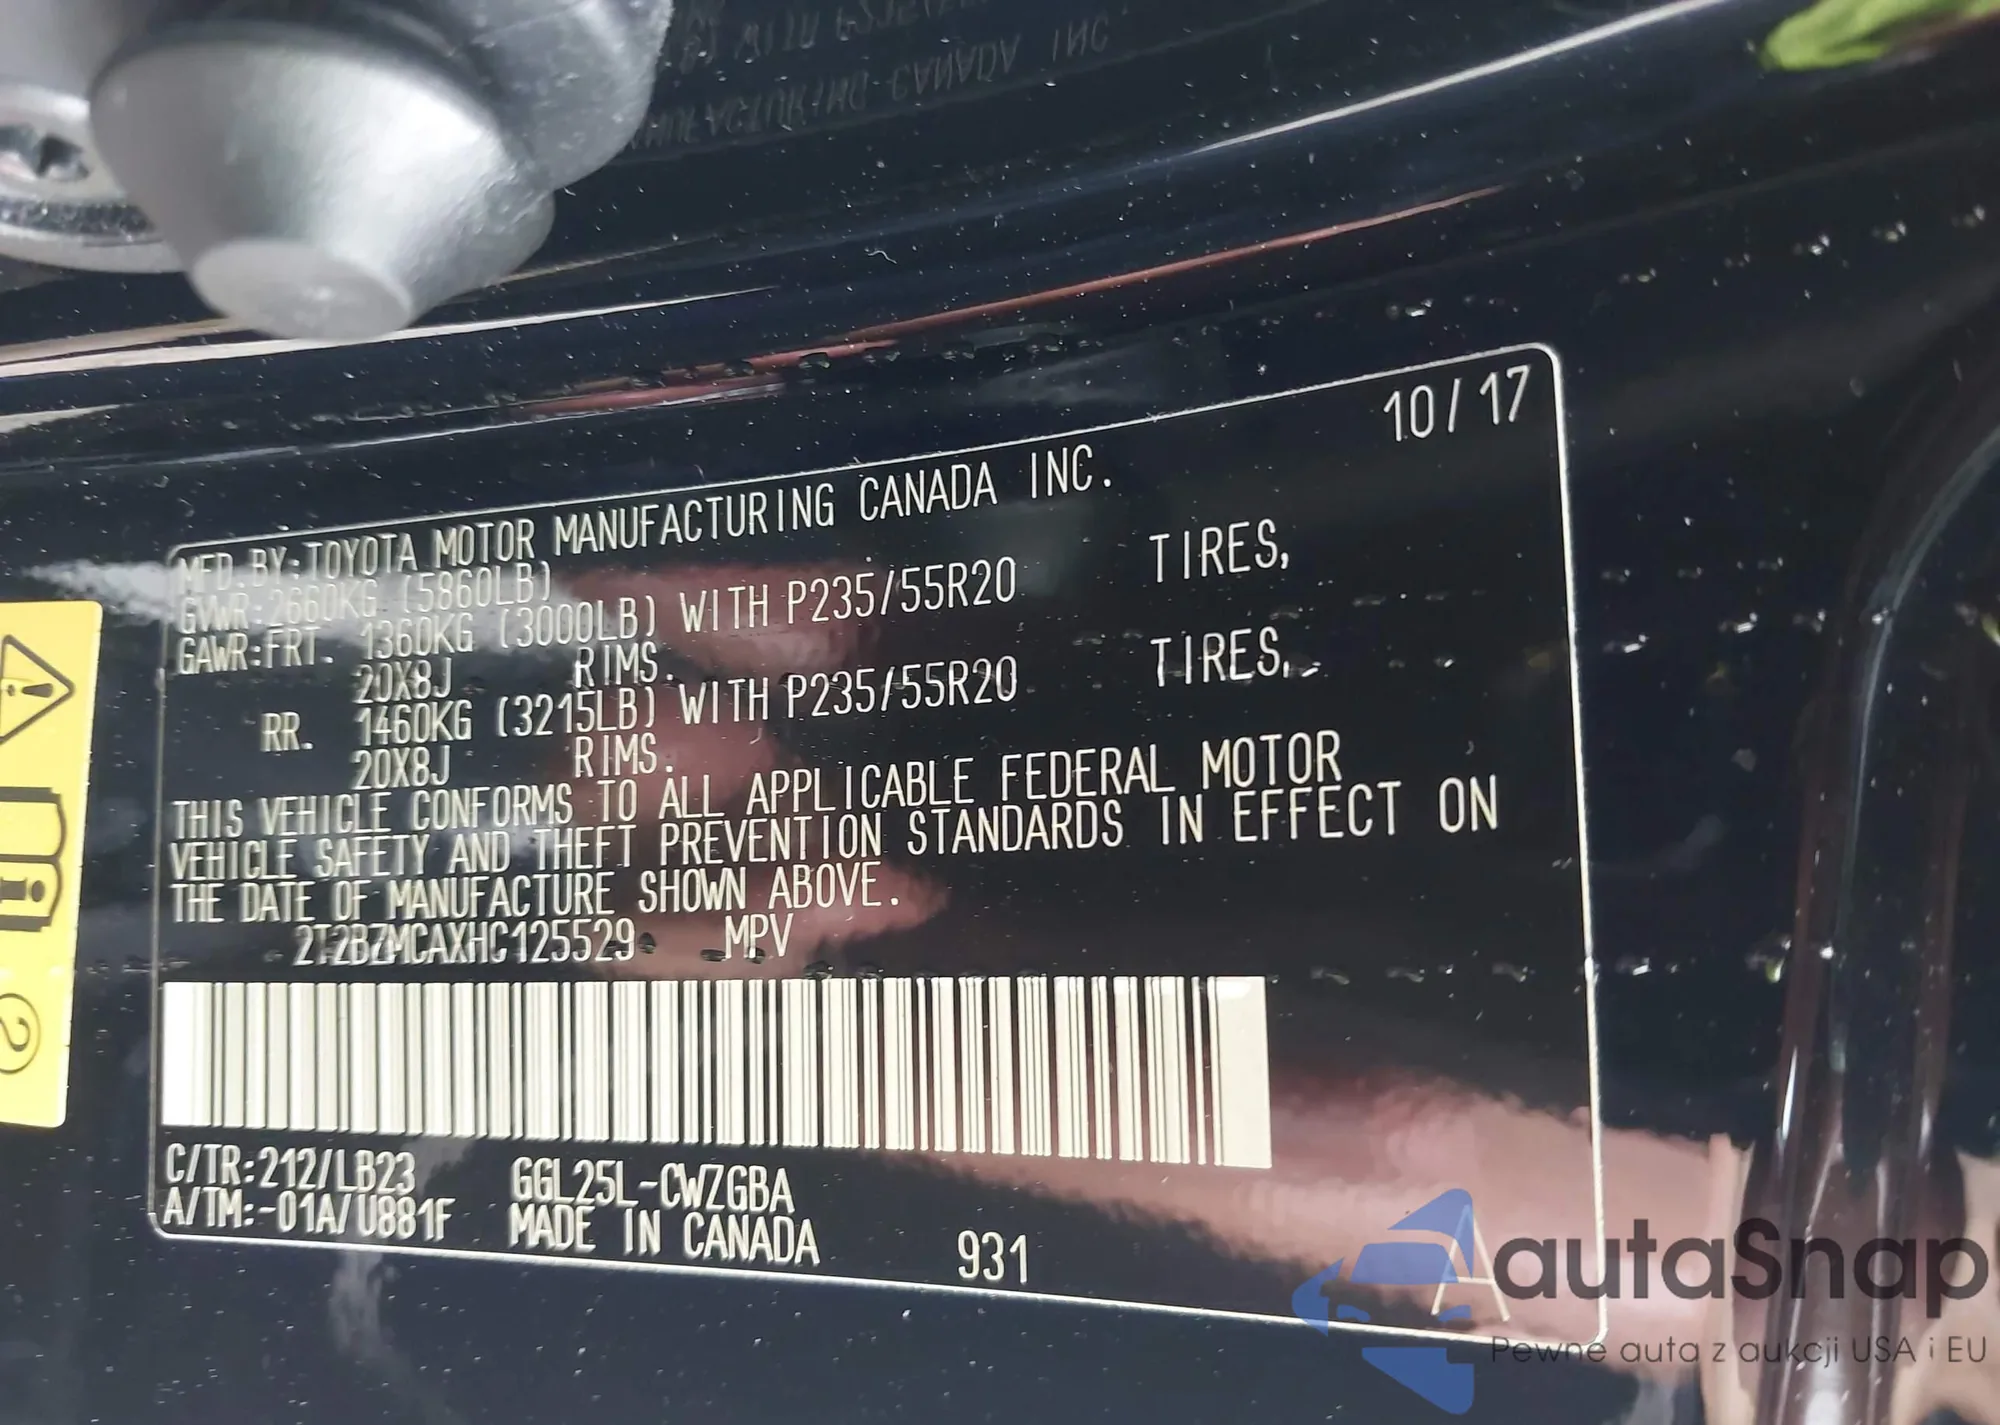 10/17
MFD.BY:TOYOTA MOTOR MANUFACTURING CANADA INC.
GVWR:2660KG (5860LB)
GAWR:FRT. 1360KG (3000LB) WITH P235/55R20 TIRES,
20X8J RIMS.
RR. 1460KG (3215LB) WITH P235/55R20 TIRES,
20X8J RIMS.
THIS VEHICLE CONFORMS TO ALL APPLICABLE FEDERAL MOTOR
VEHICLE SAFETY AND THEFT PREVENTION STANDARDS IN EFFECT ON
THE DATE OF MANUFACTURE SHOWN ABOVE.
2T2BZMCAXHC125529 MPV
C/TR:212/LB23 GGL25L-CWZGBA
A/TM:-01A/U881F MADE IN CANADA 931
A
autaSnap
Pewne auta z aukcji USA i EU